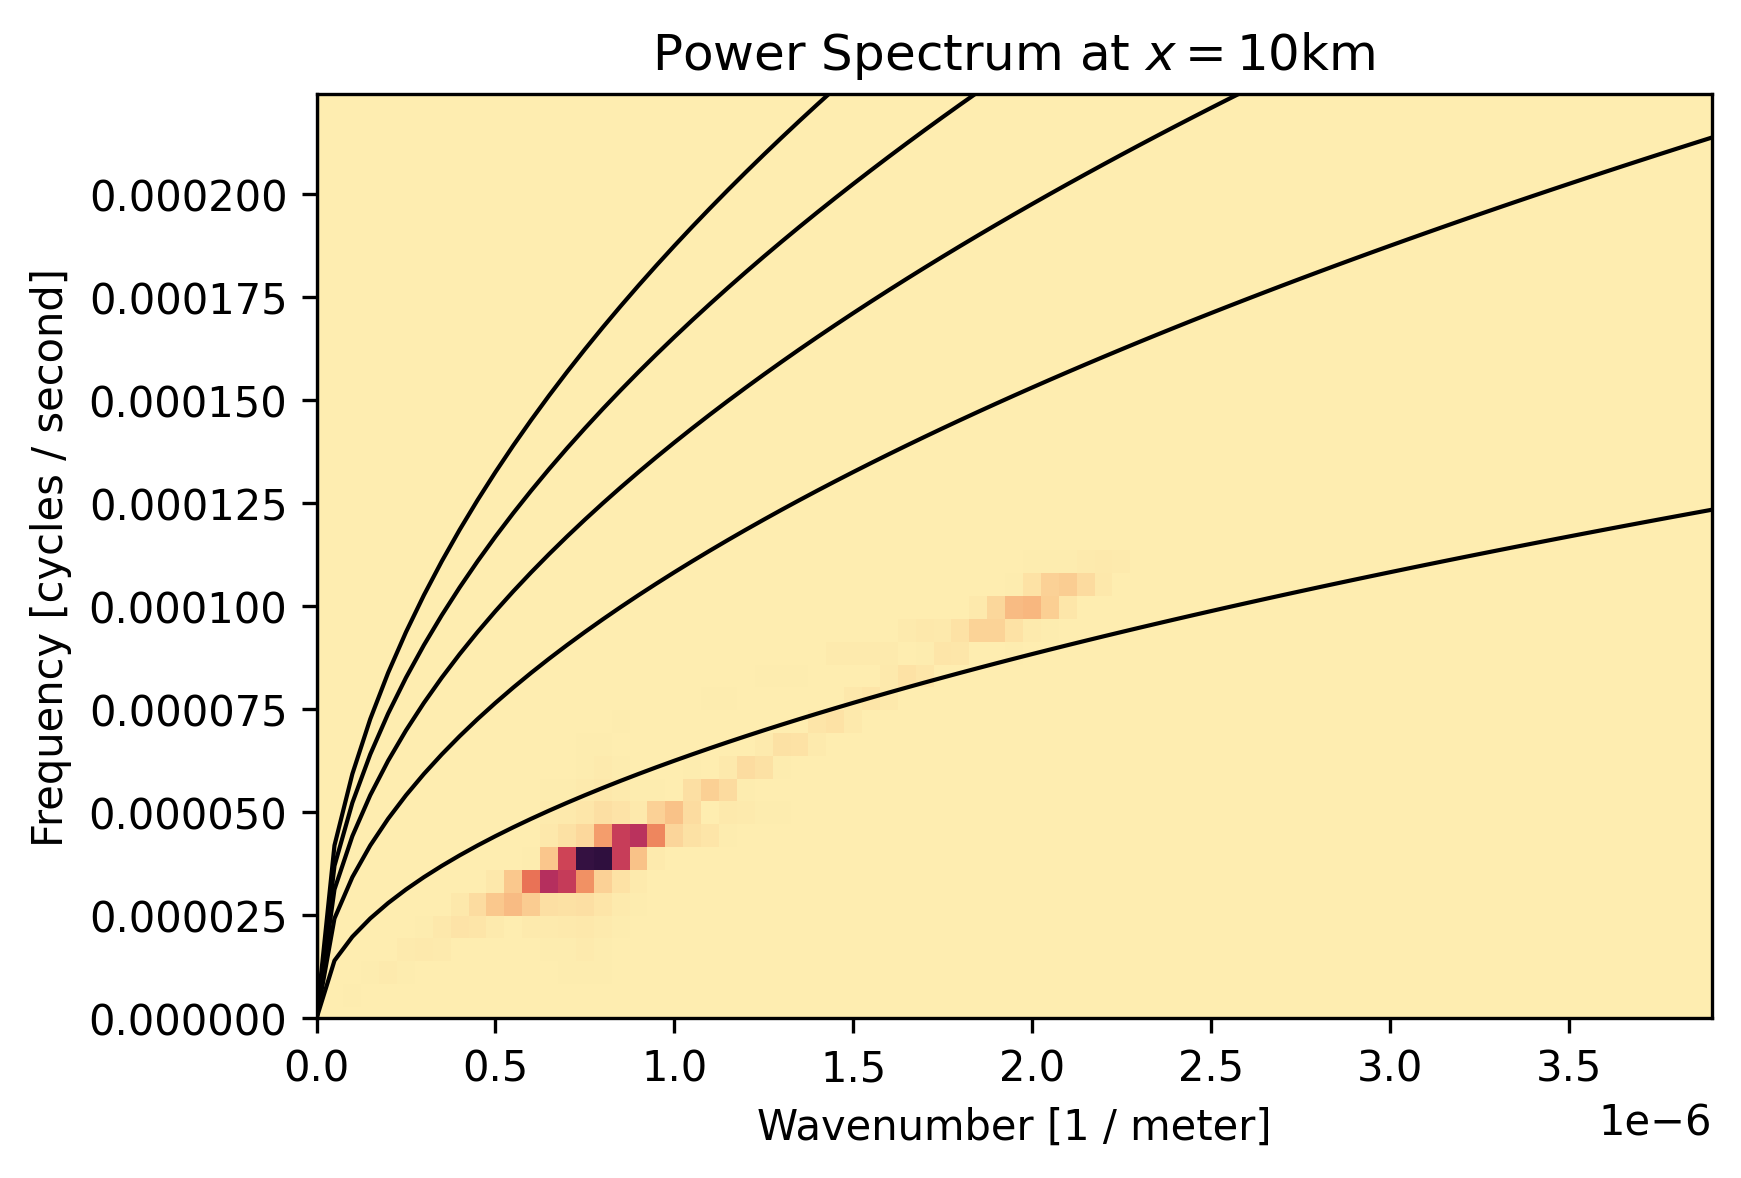 Power Spectrum at x = 10km
Frequency [cycles / second]
0.000200
0.000175
0.000150
0.000125
0.000100
0.000075
0.000050
0.000025
0.000000
0.0 0.5 1.0 1.5 2.0 2.5 3.0 3.5
1e−6
Wavenumber [1 / meter]